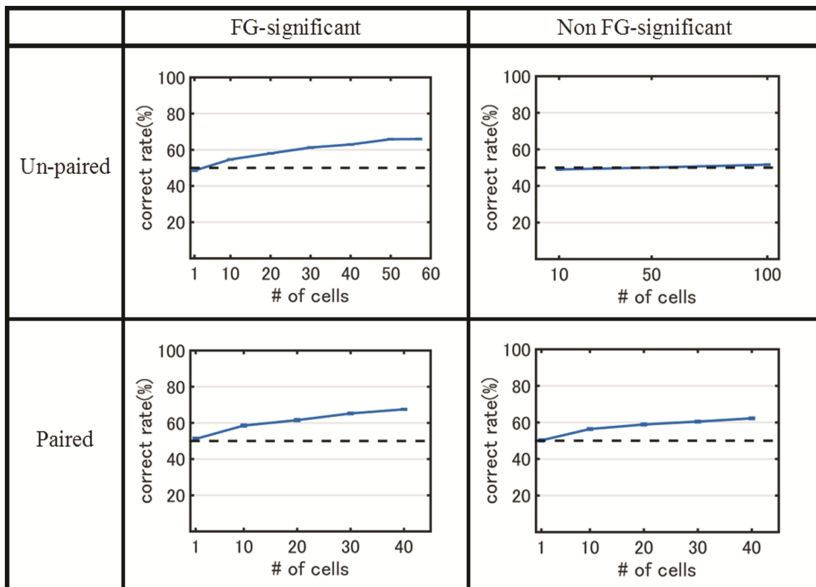 FG-significant
Non FG-significant
Un-paired
correct rate(%)
100
80
60
40
20
1 10 20 30 40 50 60
# of cells
correct rate(%)
100
80
60
40
20
10 50 100
# of cells
Paired
correct rate(%)
100
80
60
40
20
1 10 20 30 40
# of cells
correct rate(%)
100
80
60
40
20
1 10 20 30 40
# of cells